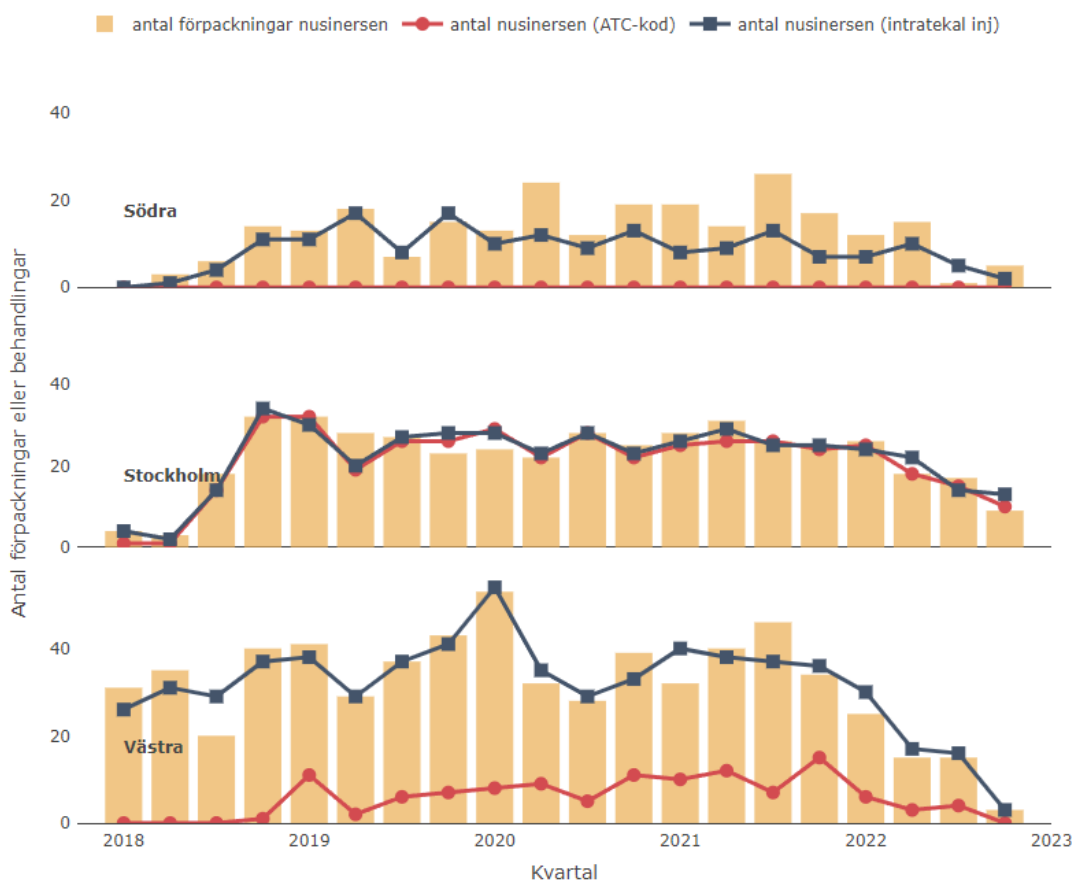 antal förpackningar nusinersen antal nusinersen (ATC-kod) antal nusinersen (intratekal inj)
40
20
Södra
0
40
20
Stockholm
0
40
20
Västra
0
Antal förpackningar eller behandlingar
2018 2019 2020 2021 2022 2023
Kvartal